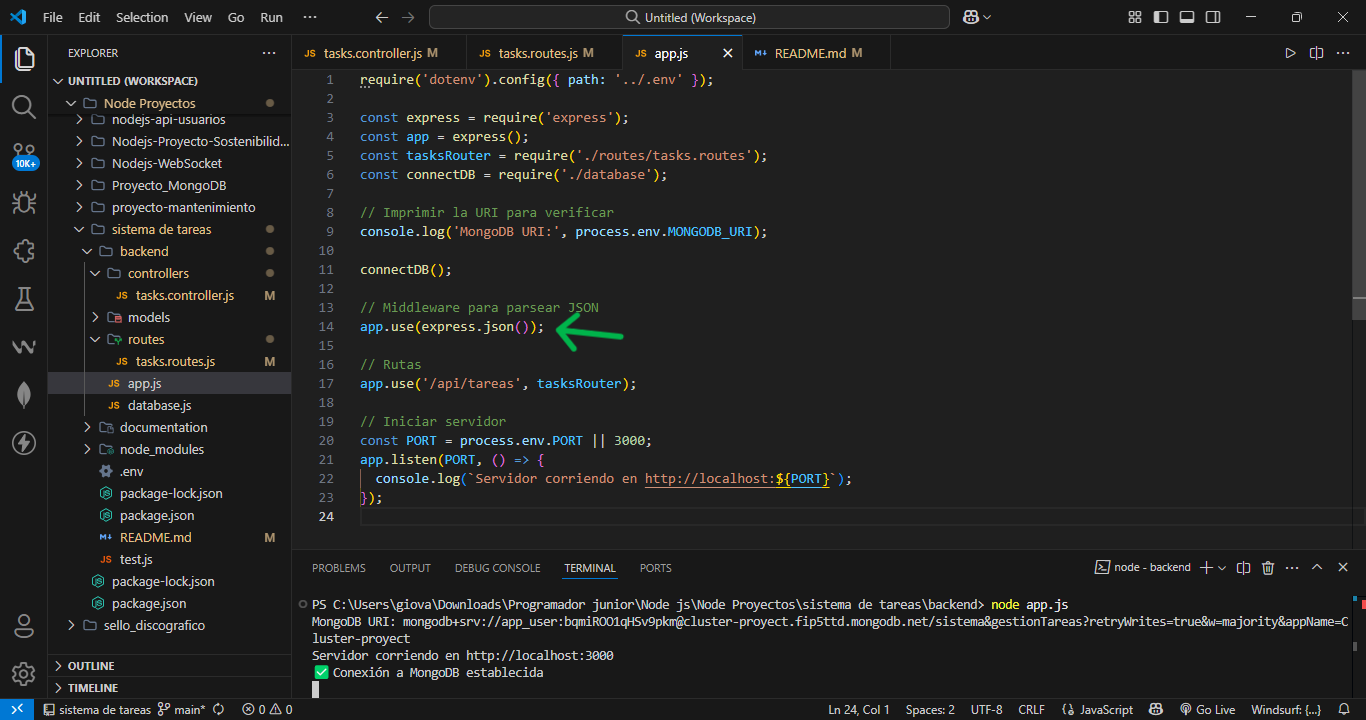 File Edit Selection View Go Run ··· Untitled (Workspace)
EXPLORER ···
UNTITLED (WORKSPACE)
Node Proyectos
nodejs-api-usuarios
Nodejs-Proyecto-Sostenibilid...
Nodejs-WebSocket
Proyecto_MongoDB
proyecto-mantenimiento
sistema de tareas
backend
controllers
JS tasks.controller.js M
models
routes
JS tasks.routes.js M
JS app.js
JS database.js
documentation
node_modules
.env
package-lock.json
package.json
README.md M
JS test.js
package-lock.json
package.json
sello_discografico
OUTLINE
TIMELINE
10K+
JS tasks.controller.js M JS tasks.routes.js M JS app.js README.md M
1 require('dotenv').config({ path: '../.env' });
2
3 const express = require('express');
4 const app = express();
5 const tasksRouter = require('./routes/tasks.routes');
6 const connectDB = require('./database');
7
8 // Imprimir la URI para verificar
9 console.log('MongoDB URI:', process.env.MONGODB_URI);
10
11 connectDB();
12
13 // Middleware para parsear JSON
14 app.use(express.json());
15
16 // Rutas
17 app.use('/api/tareas', tasksRouter);
18
19 // Iniciar servidor
20 const PORT = process.env.PORT || 3000;
21 app.listen(PORT, () => {
22 console.log(`Servidor corriendo en http://localhost:${PORT}`);
23 });
24
PROBLEMS OUTPUT DEBUG CONSOLE TERMINAL PORTS node - backend
PS C:\Users\giova\Downloads\Programador junior\Node js\Node Proyectos\sistema de tareas\backend> node app.js
MongoDB URI: mongodb+srv://app_user:bqmiROO1qHSv9pkm@cluster-proyect.fip5ttd.mongodb.net/sistema&gestionTareas?retryWrites=true&w=majority&appName=C
luster-proyect
Servidor corriendo en http://localhost:3000
✅ Conexión a MongoDB establecida
sistema de tareas main* 0 0 Ln 24, Col 1 Spaces: 2 UTF-8 CRLF {} JavaScript Go Live Windsurf: {...}